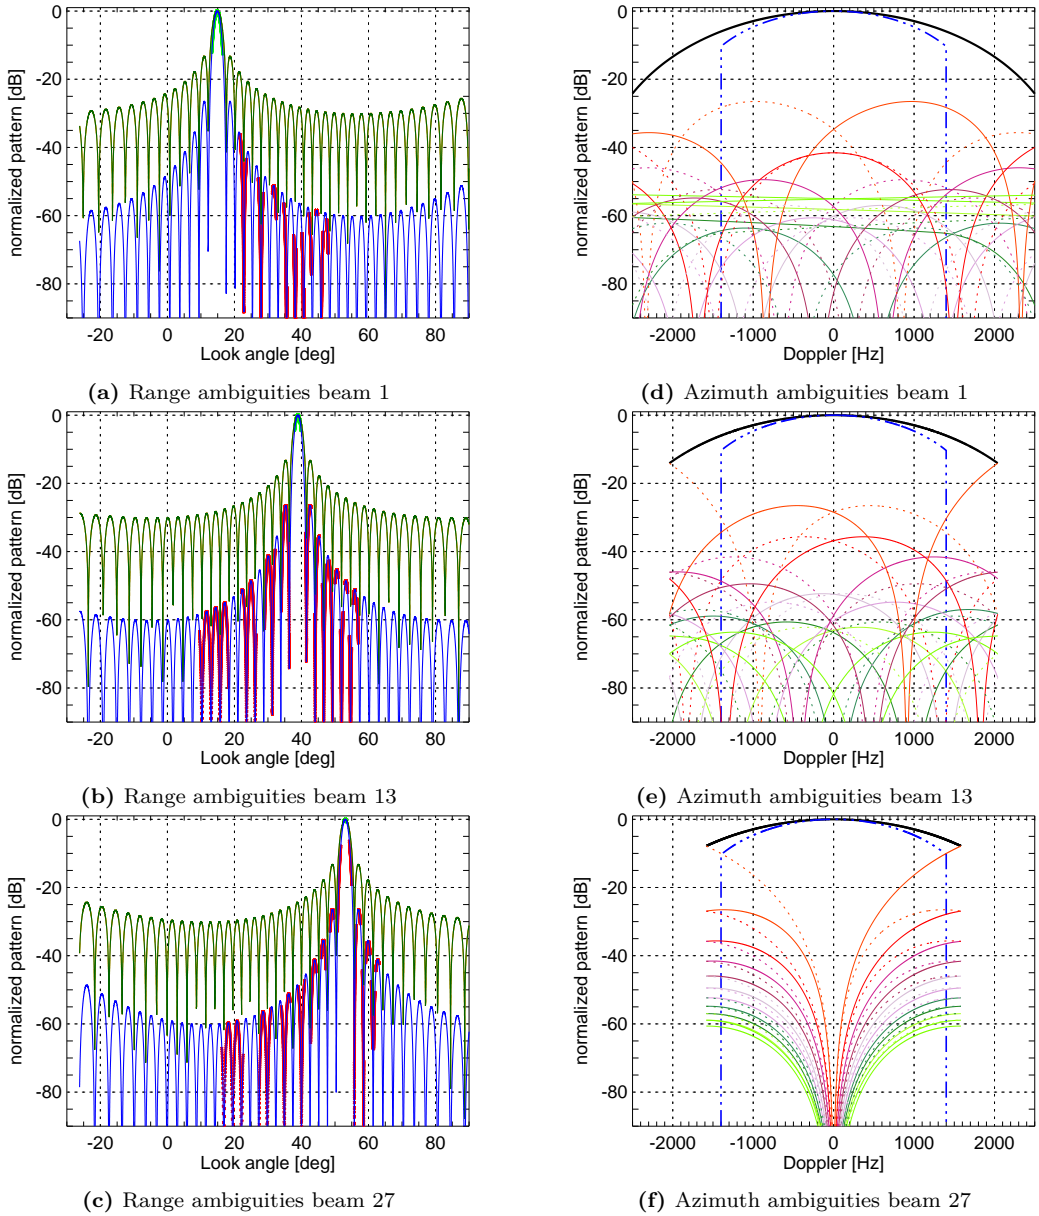 0
-20
-40
-60
-80
normalized pattern [dB]
-20 0 20 40 60 80
Look angle [deg]
(a) Range ambiguities beam 1
0
-20
-40
-60
-80
normalized pattern [dB]
-2000 -1000 0 1000 2000
Doppler [Hz]
(d) Azimuth ambiguities beam 1
0
-20
-40
-60
-80
normalized pattern [dB]
-20 0 20 40 60 80
Look angle [deg]
(b) Range ambiguities beam 13
0
-20
-40
-60
-80
normalized pattern [dB]
-2000 -1000 0 1000 2000
Doppler [Hz]
(e) Azimuth ambiguities beam 13
0
-20
-40
-60
-80
normalized pattern [dB]
-20 0 20 40 60 80
Look angle [deg]
(c) Range ambiguities beam 27
0
-20
-40
-60
-80
normalized pattern [dB]
-2000 -1000 0 1000 2000
Doppler [Hz]
(f) Azimuth ambiguities beam 27